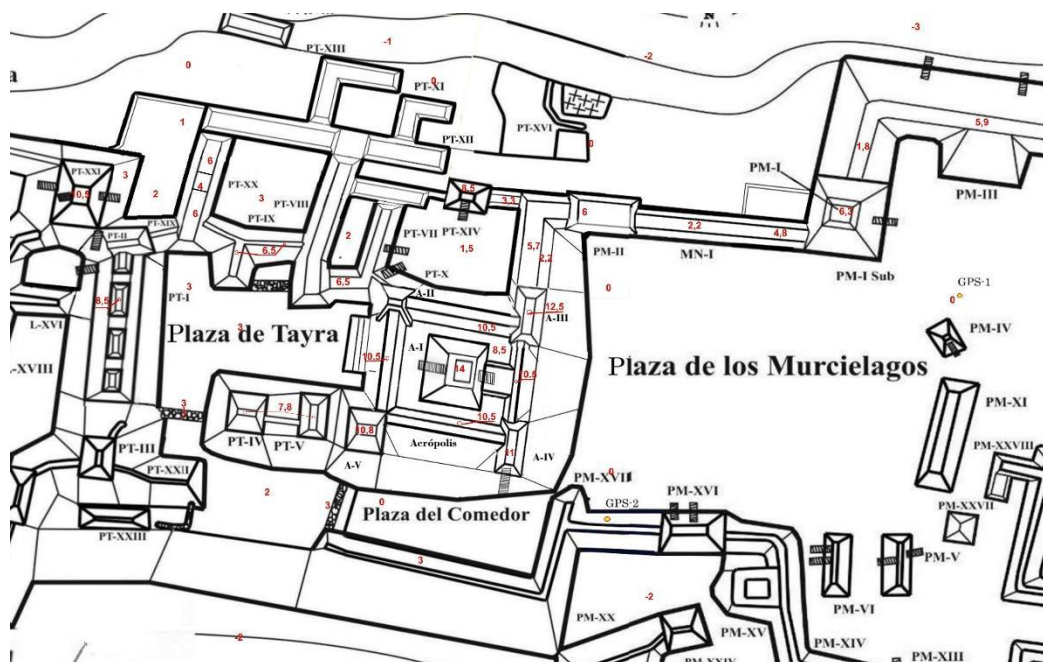 N
-3
-1
-2
PT-XIII
0
a
0
PT-XI
5,9
1
PT-XII
PT-XVI
0
1,8
6
PT-XXI
3
PM-I
4
PT-XX
10,5
8,5
PM-III
2
3
3,3
6
6,8
PT-IX
PT-VIII
PT-XIX
6
2
PT-VII
PT-XIV
2,2
PT-II
1,5
5,7
4,8
6,5
PM-II
MN-I
2,2
PT-X
PM-I Sub
6,5
3
0
GPS-1
8,5
PT-I
A-II
0
L-XVI
12,5
A-III
3
10,5
PM-IV
Plaza de Tayra
A-I
8,5
10,5
Plaza de los Murcielagos
-XVIII
14
10,5
PM-XI
3
7,8
10,5
10,8
PT-IV
PT-V
Acrópolis
PT-III
11
PM-XXVIII
A-V
A-IV
PT-XXII
0
PM-XVII
2
PM-XVI
3
0
PM-XXVII
Plaza del Comedor
GPS-2
PT-XXIII
PM-V
3
-2
PM-VI
PM-XX
PM-XV
-2
PM-XIV
PM-XXIV
PM-XIII